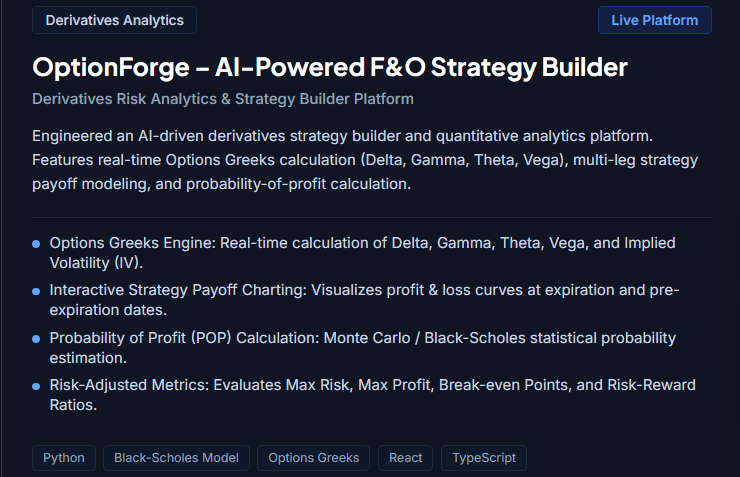 Derivatives Analytics
Live Platform
OptionForge – AI-Powered F&O Strategy Builder
Derivatives Risk Analytics & Strategy Builder Platform
Engineered an AI-driven derivatives strategy builder and quantitative analytics platform.
Features real-time Options Greeks calculation (Delta, Gamma, Theta, Vega), multi-leg strategy
payoff modeling, and probability-of-profit calculation.
Options Greeks Engine: Real-time calculation of Delta, Gamma, Theta, Vega, and Implied
Volatility (IV).
Interactive Strategy Payoff Charting: Visualizes profit & loss curves at expiration and pre-
expiration dates.
Probability of Profit (POP) Calculation: Monte Carlo / Black-Scholes statistical probability
estimation.
Risk-Adjusted Metrics: Evaluates Max Risk, Max Profit, Break-even Points, and Risk-Reward
Ratios.
Python
Black-Scholes Model
Options Greeks
React
TypeScript